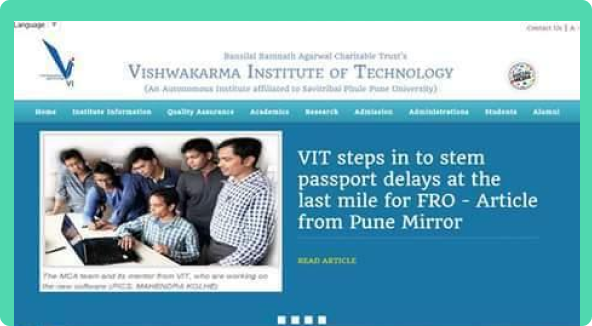 Language ▼
Contact Us | A
Bansilal Ramnath Agarwal Charitable Trust's
VISHWAKARMA INSTITUTE OF TECHNOLOGY
(An Autonomous Institute affiliated to Savitribai Phule Pune University)
VI
Home Institute Information Quality Assurance Academics Research Admission Administrations Students Alumni
VIT steps in to stem
passport delays at the
last mile for FRO - Article
from Pune Mirror
READ ARTICLE
The MCA team and its mentor from VIT, who are working on
the new software (PICS. MAHENDRA KOLHE)